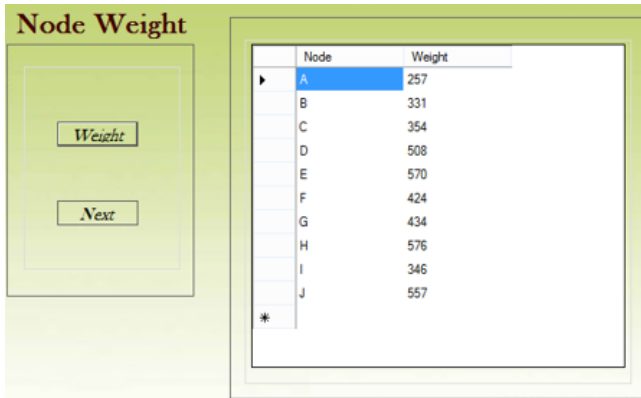 Node Weight
Weight
Next
Node Weight
A 257
B 331
C 354
D 508
E 570
F 424
G 434
H 576
I 346
J 557